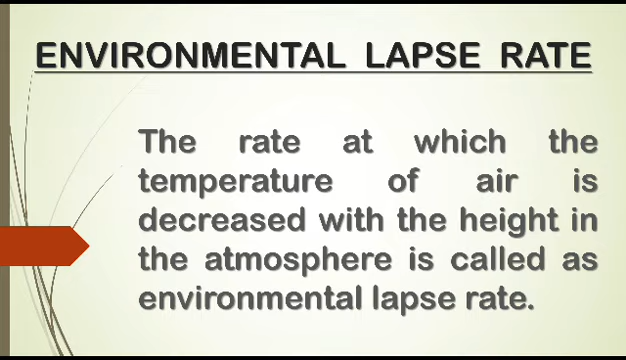 ENVIRONMENTAL LAPSE RATE
The rate at which the
temperature of air is
decreased with the height in
the atmosphere is called as
environmental lapse rate.